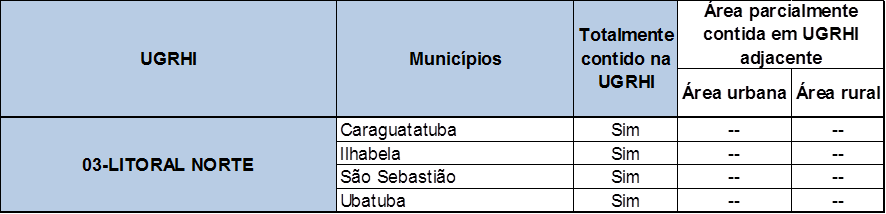 UGRHI
Municípios
Totalmente
contido na
UGRHI
Área parcialmente
contida em UGRHI
adjacente
Área urbana
Área rural
03-LITORAL NORTE
Caraguatatuba Sim -- --
Ilhabela Sim -- --
São Sebastião Sim -- --
Ubatuba Sim -- --